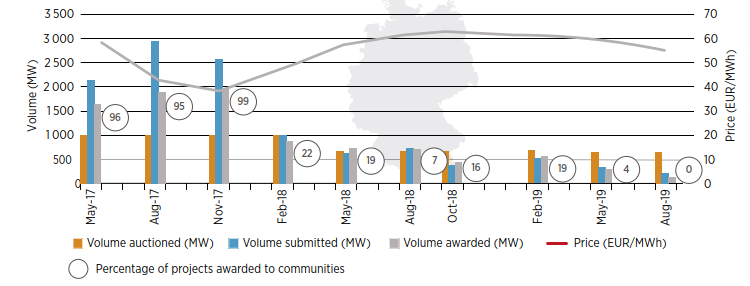 3 500 70
3 000 60
2 500 50
2 000 40
1 500 30
1 000 20
500 10
0 0
Volume (MW)
Price (EUR/MWh)
96 95 99 22 19 7 16 19 4 0
May-17 Aug-17 Nov-17 Feb-18 May-18 Aug-18 Oct-18 Feb-19 May-19 Aug-19
Volume auctioned (MW) Volume submitted (MW) Volume awarded (MW) Price (EUR/MWh)
Percentage of projects awarded to communities